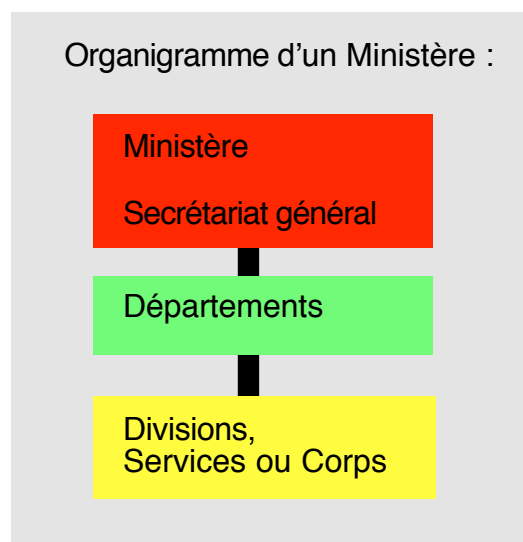 Organigramme d'un Ministère :
Ministère
Secrétariat général
Départements
Divisions,
Services ou Corps